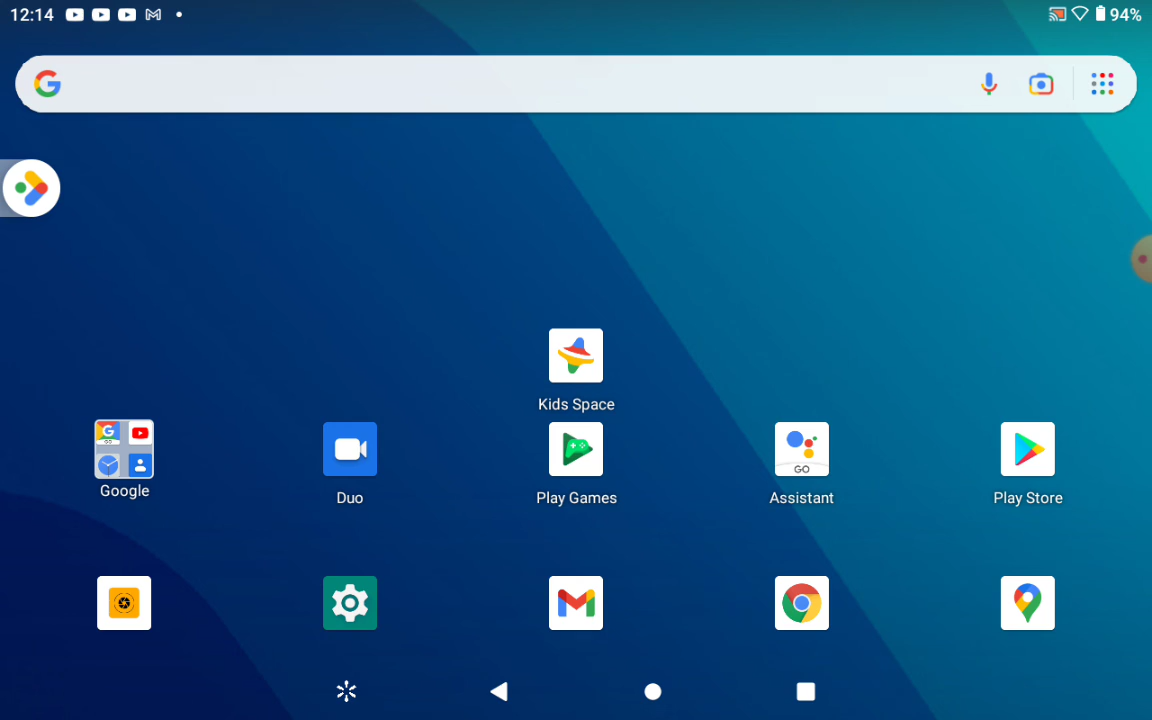 12:14
94%
Kids Space
Google
Duo
Play Games
GO
Assistant
Play Store